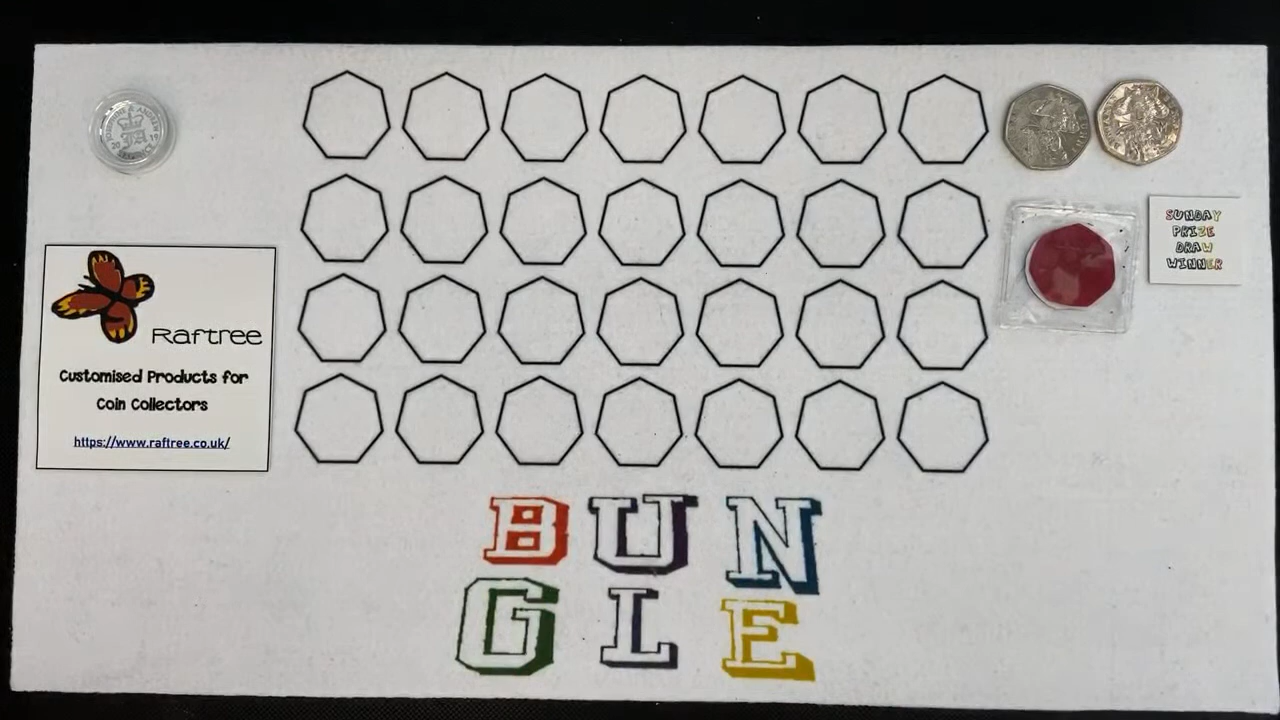 Raftree
Customised Products for
Coin Collectors
https://www.raftree.co.uk/
SUNDAY
PRIZE
DRAW
WINNER
BUN
GLE